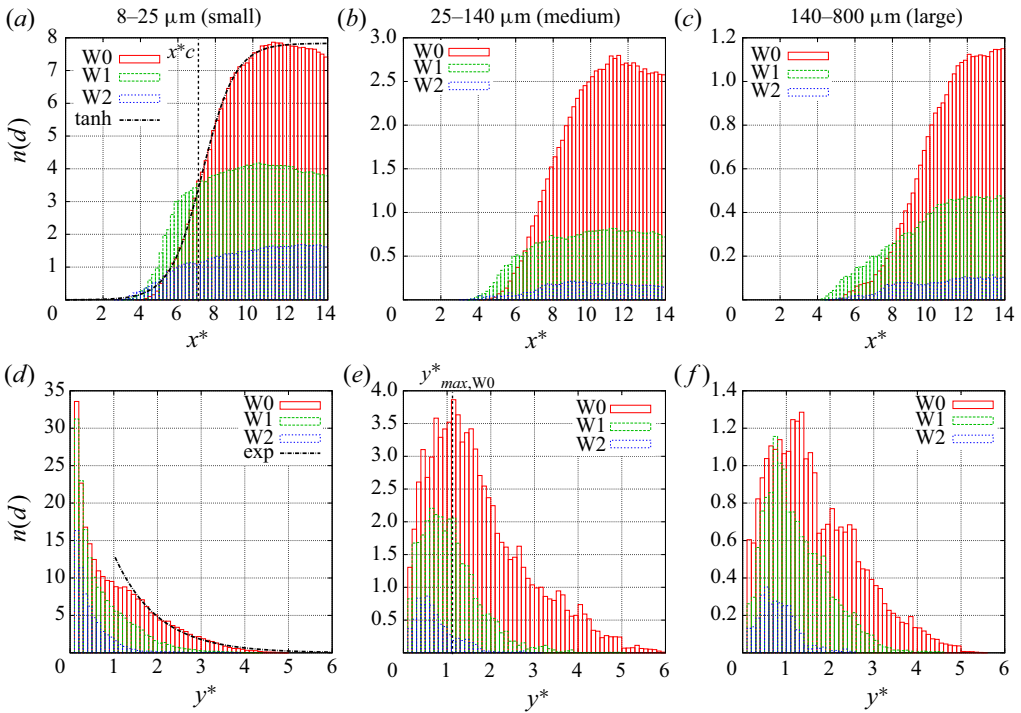 (a) 8–25 μm (small)
(b) 25–140 μm (medium)
(c) 140–800 μm (large)
8
7
6
5
4
3
2
1
n(d)
W0
W1
W2
tanh
x*c
0 2 4 6 8 10 12 14
x*
3.0
2.5
2.0
1.5
1.0
0.5
W0
W1
W2
0 2 4 6 8 10 12 14
x*
1.2
1.0
0.8
0.6
0.4
0.2
W0
W1
W2
0 2 4 6 8 10 12 14
x*
(d)
35
30
25
20
15
10
5
n(d)
W0
W1
W2
exp
0 1 2 3 4 5 6
y*
(e)
y*max,W0
4.0
3.5
3.0
2.5
2.0
1.5
1.0
0.5
W0
W1
W2
0 1 2 3 4 5 6
y*
(f)
1.4
1.2
1.0
0.8
0.6
0.4
0.2
W0
W1
W2
0 1 2 3 4 5 6
y*